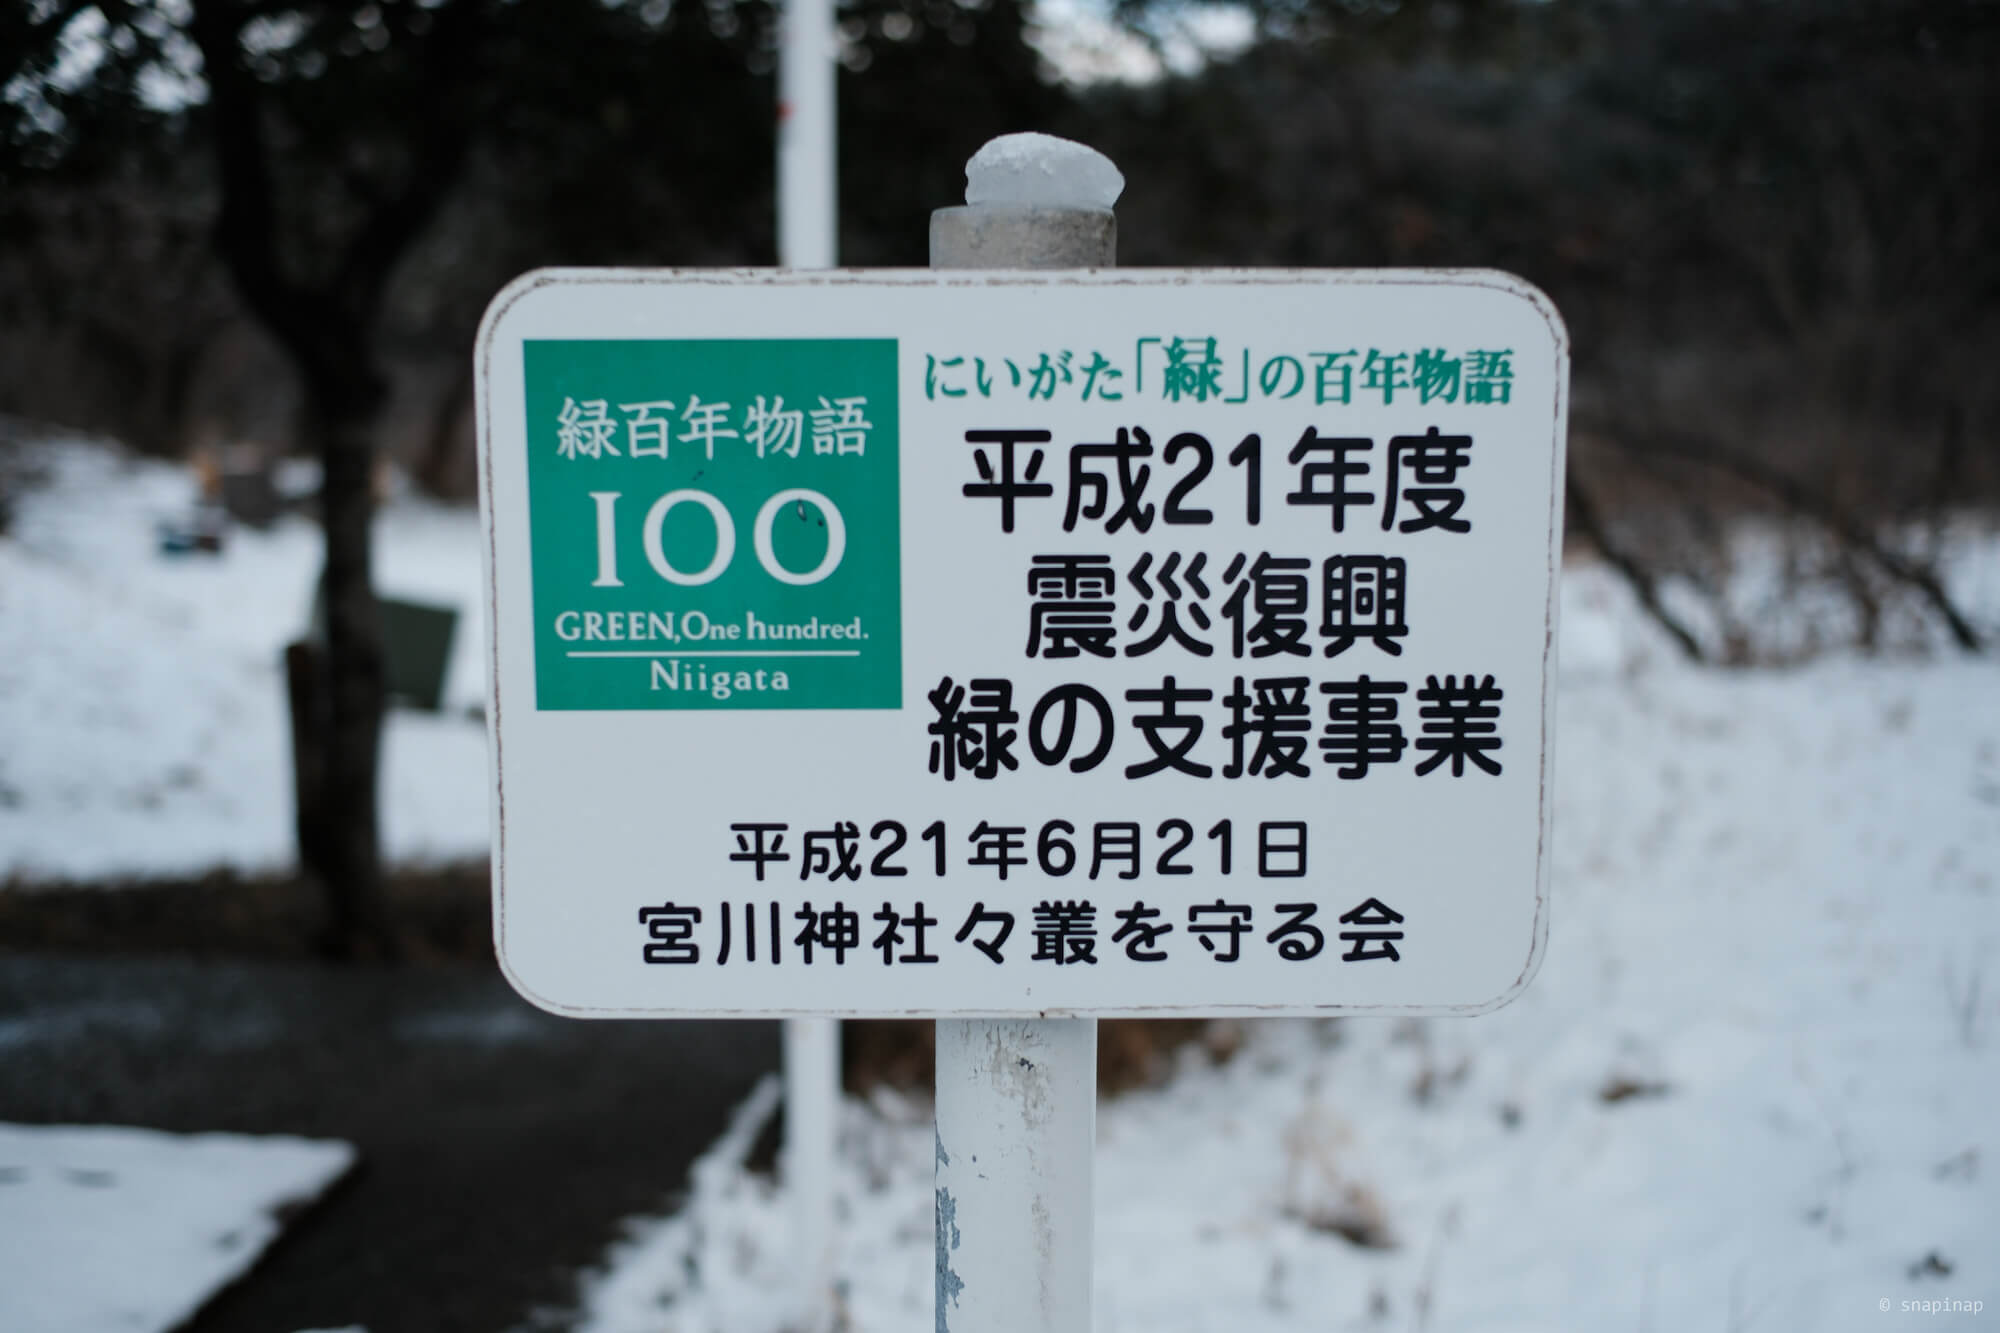 緑百年物語
100
GREEN,One hundred.
Niigata
にいがた「緑」の百年物語
平成21年度
震災復興
緑の支援事業
平成21年6月21日
宮川神社々叢を守る会
© snapinap